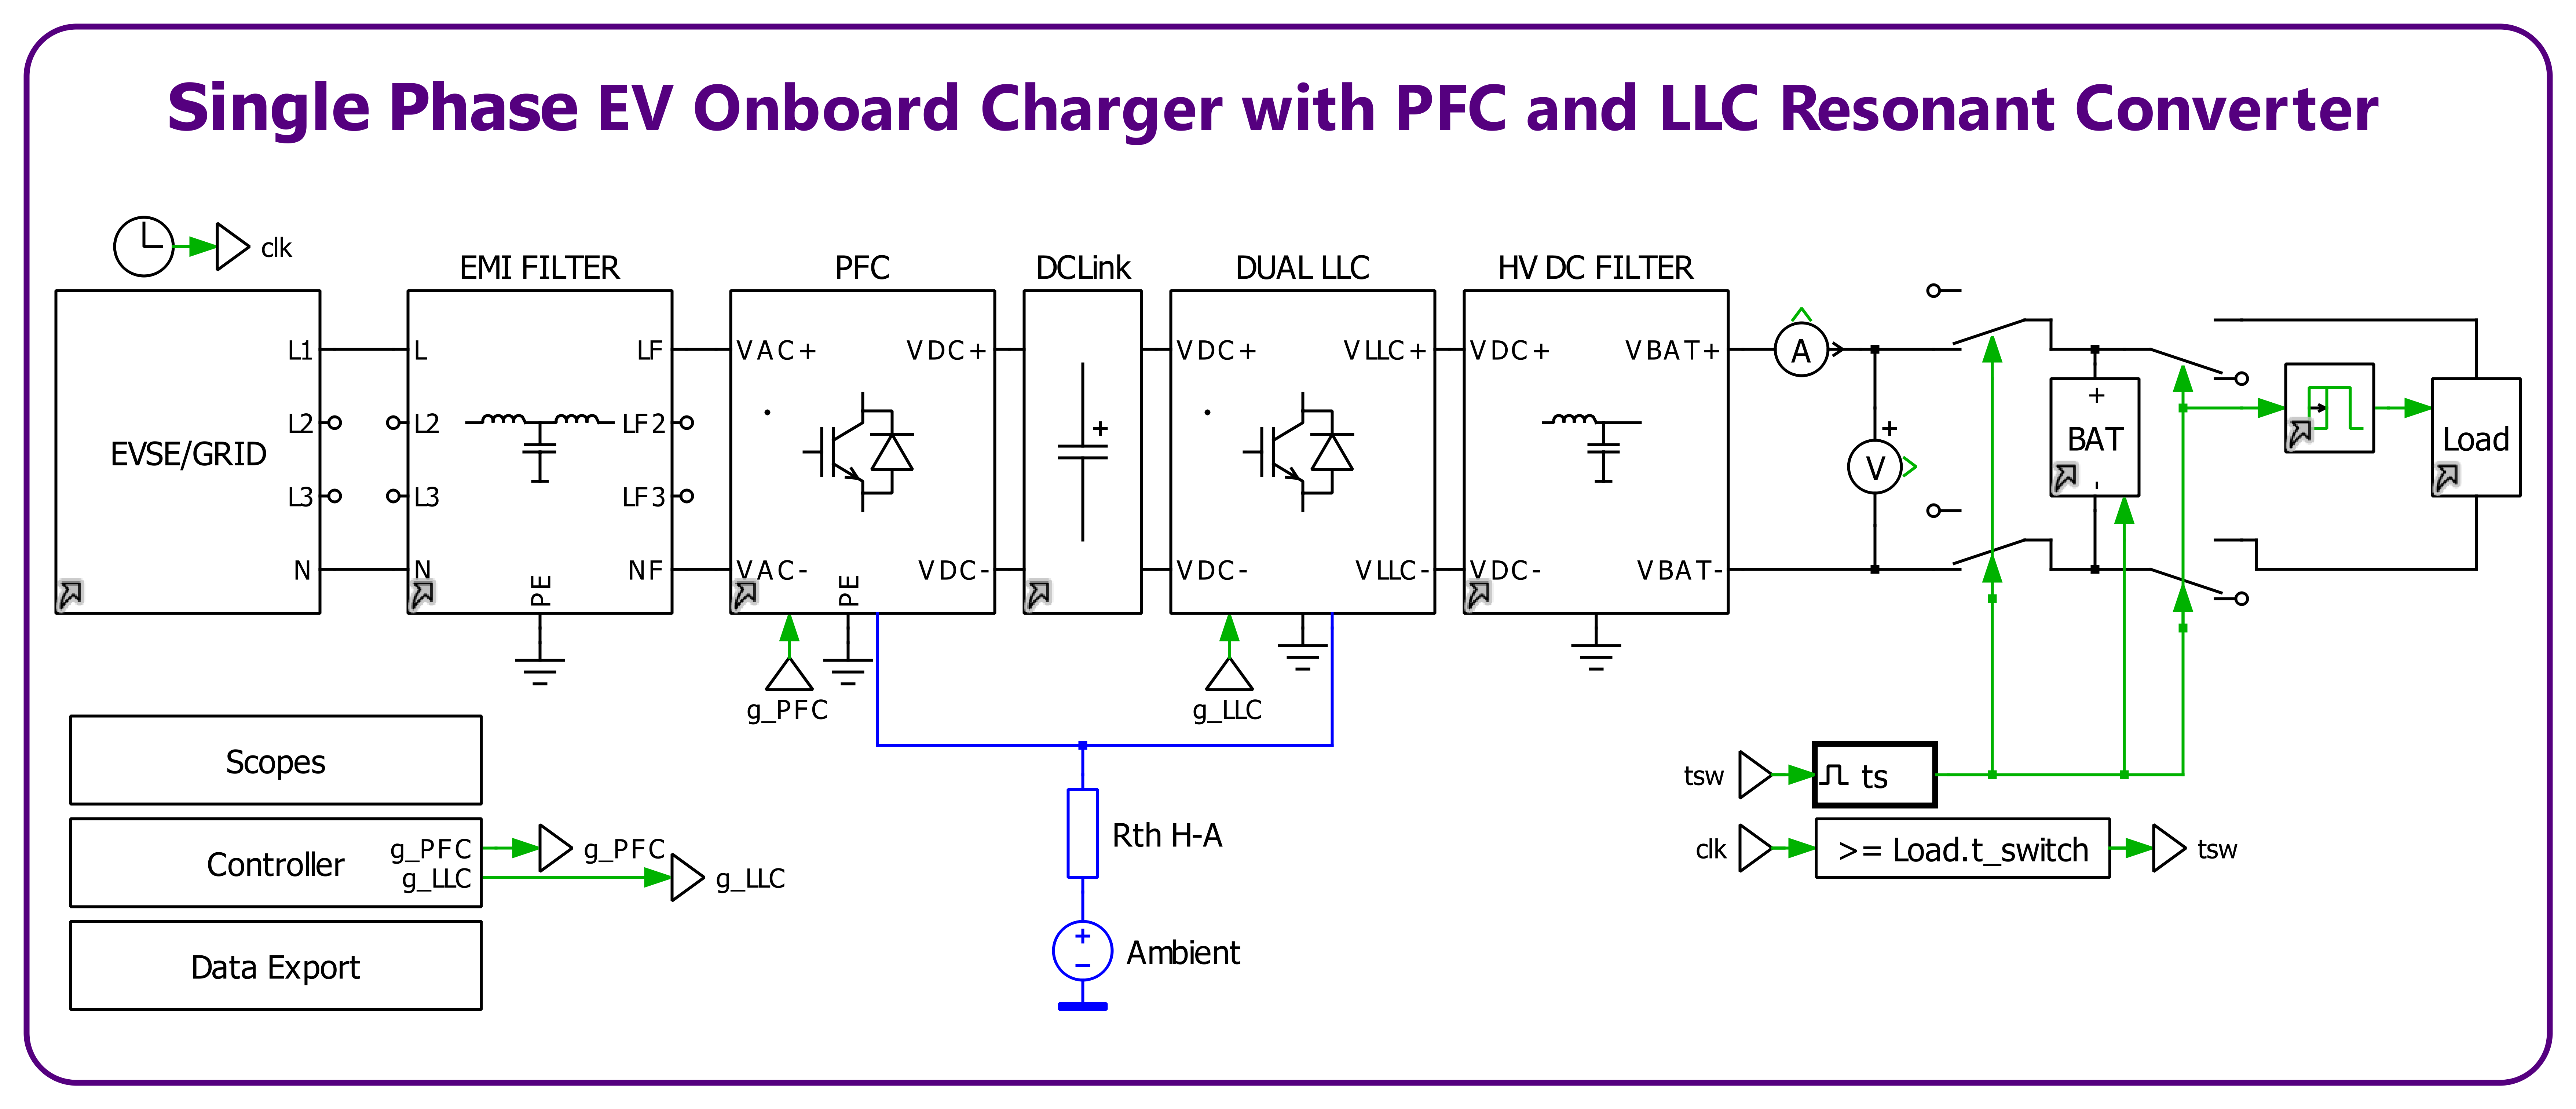 Single Phase EV Onboard Charger with PFC and LLC Resonant Converter
clk
EMI FILTER
PFC
DCLink
DUAL LLC
HV DC FILTER
EVSE/GRID
L1
L2
L3
N
L
L2
L3
N
LF
LF2
LF3
NF
PE
VAC+
VAC-
VDC+
VDC-
PE
g_PFC
VDC+
VDC-
VLLC+
VLLC-
g_LLC
VDC+
VDC-
VBAT+
VBAT-
A
V
+
+
BAT
-
Load
Scopes
Controller
g_PFC
g_LLC
g_PFC
g_LLC
Data Export
Rth H-A
Ambient
tsw
ts
clk
>= Load.t_switch
tsw